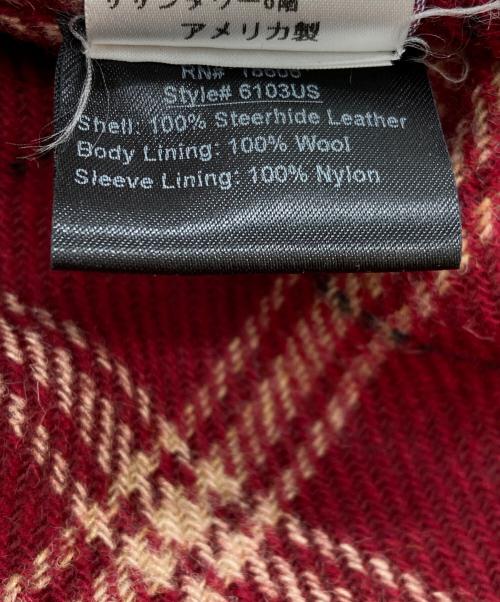 アメリカ製
RN#
Style# 6103US
Shell: 100% Steerhide Leather
Body Lining: 100% Wool
Sleeve Lining: 100% Nylon